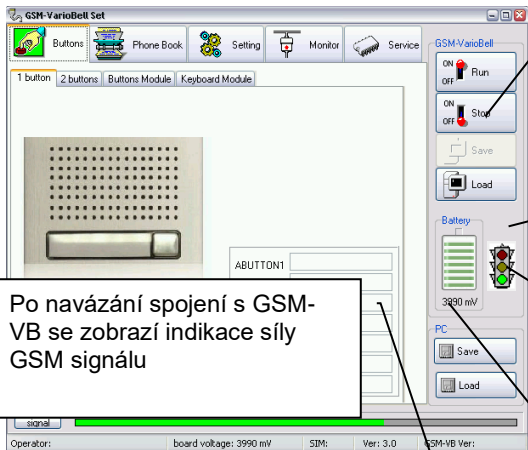 GSM-VarioBell Set
Buttons
Phone Book
Setting
Monitor
Service
1 button
2 buttons
Buttons Module
Keyboard Module
ABUTTON1
Po navázání spojení s GSM-
VB se zobrazí indikace síly
GSM signálu
GSM-VarioBell
ON
OFF
Run
ON
OFF
Stop
Save
Load
Battery
3990 mV
PC
Save
Load
signal
Operator:
board voltage: 3990 mV
SIM:
Ver: 3.0
GSM-VB Ver: